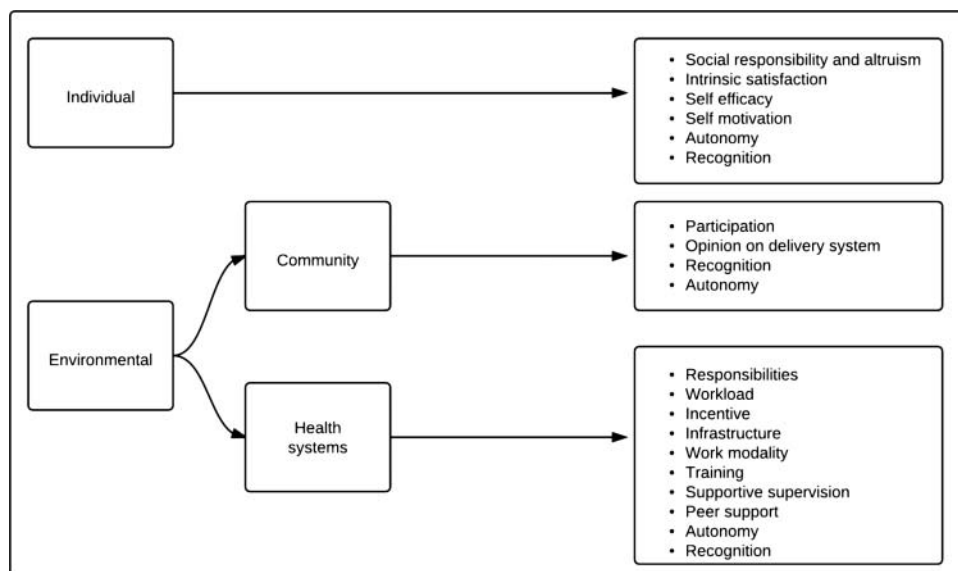 Individual
• Social responsibility and altruism
• Intrinsic satisfaction
• Self efficacy
• Self motivation
• Autonomy
• Recognition
Environmental
Community
• Participation
• Opinion on delivery system
• Recognition
• Autonomy
Health
systems
• Responsibilities
• Workload
• Incentive
• Infrastructure
• Work modality
• Training
• Supportive supervision
• Peer support
• Autonomy
• Recognition